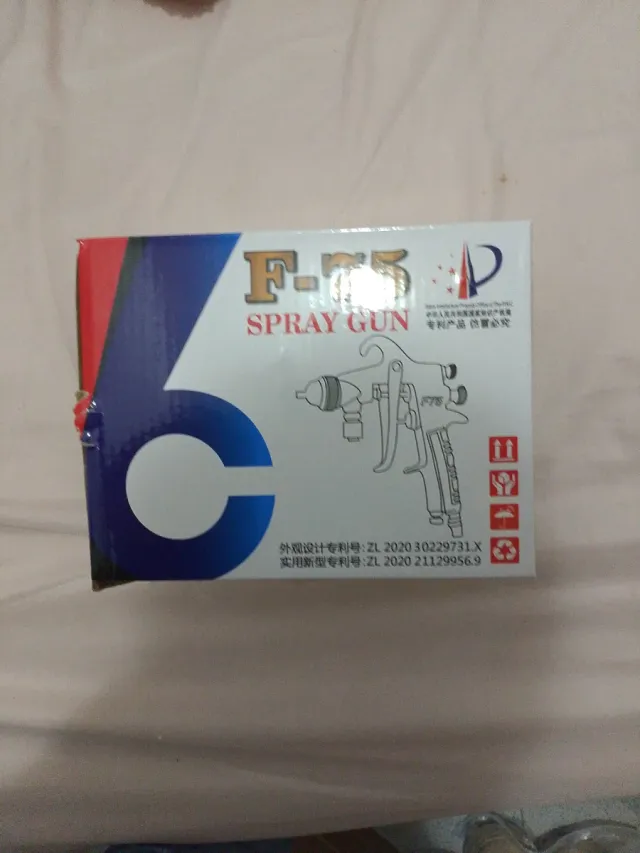 F-75
SPRAY GUN
专利产品 仿冒必究
F75
外观设计专利号:ZL 2020 30229731.X
实用新型专利号:ZL 2020 21129956.9